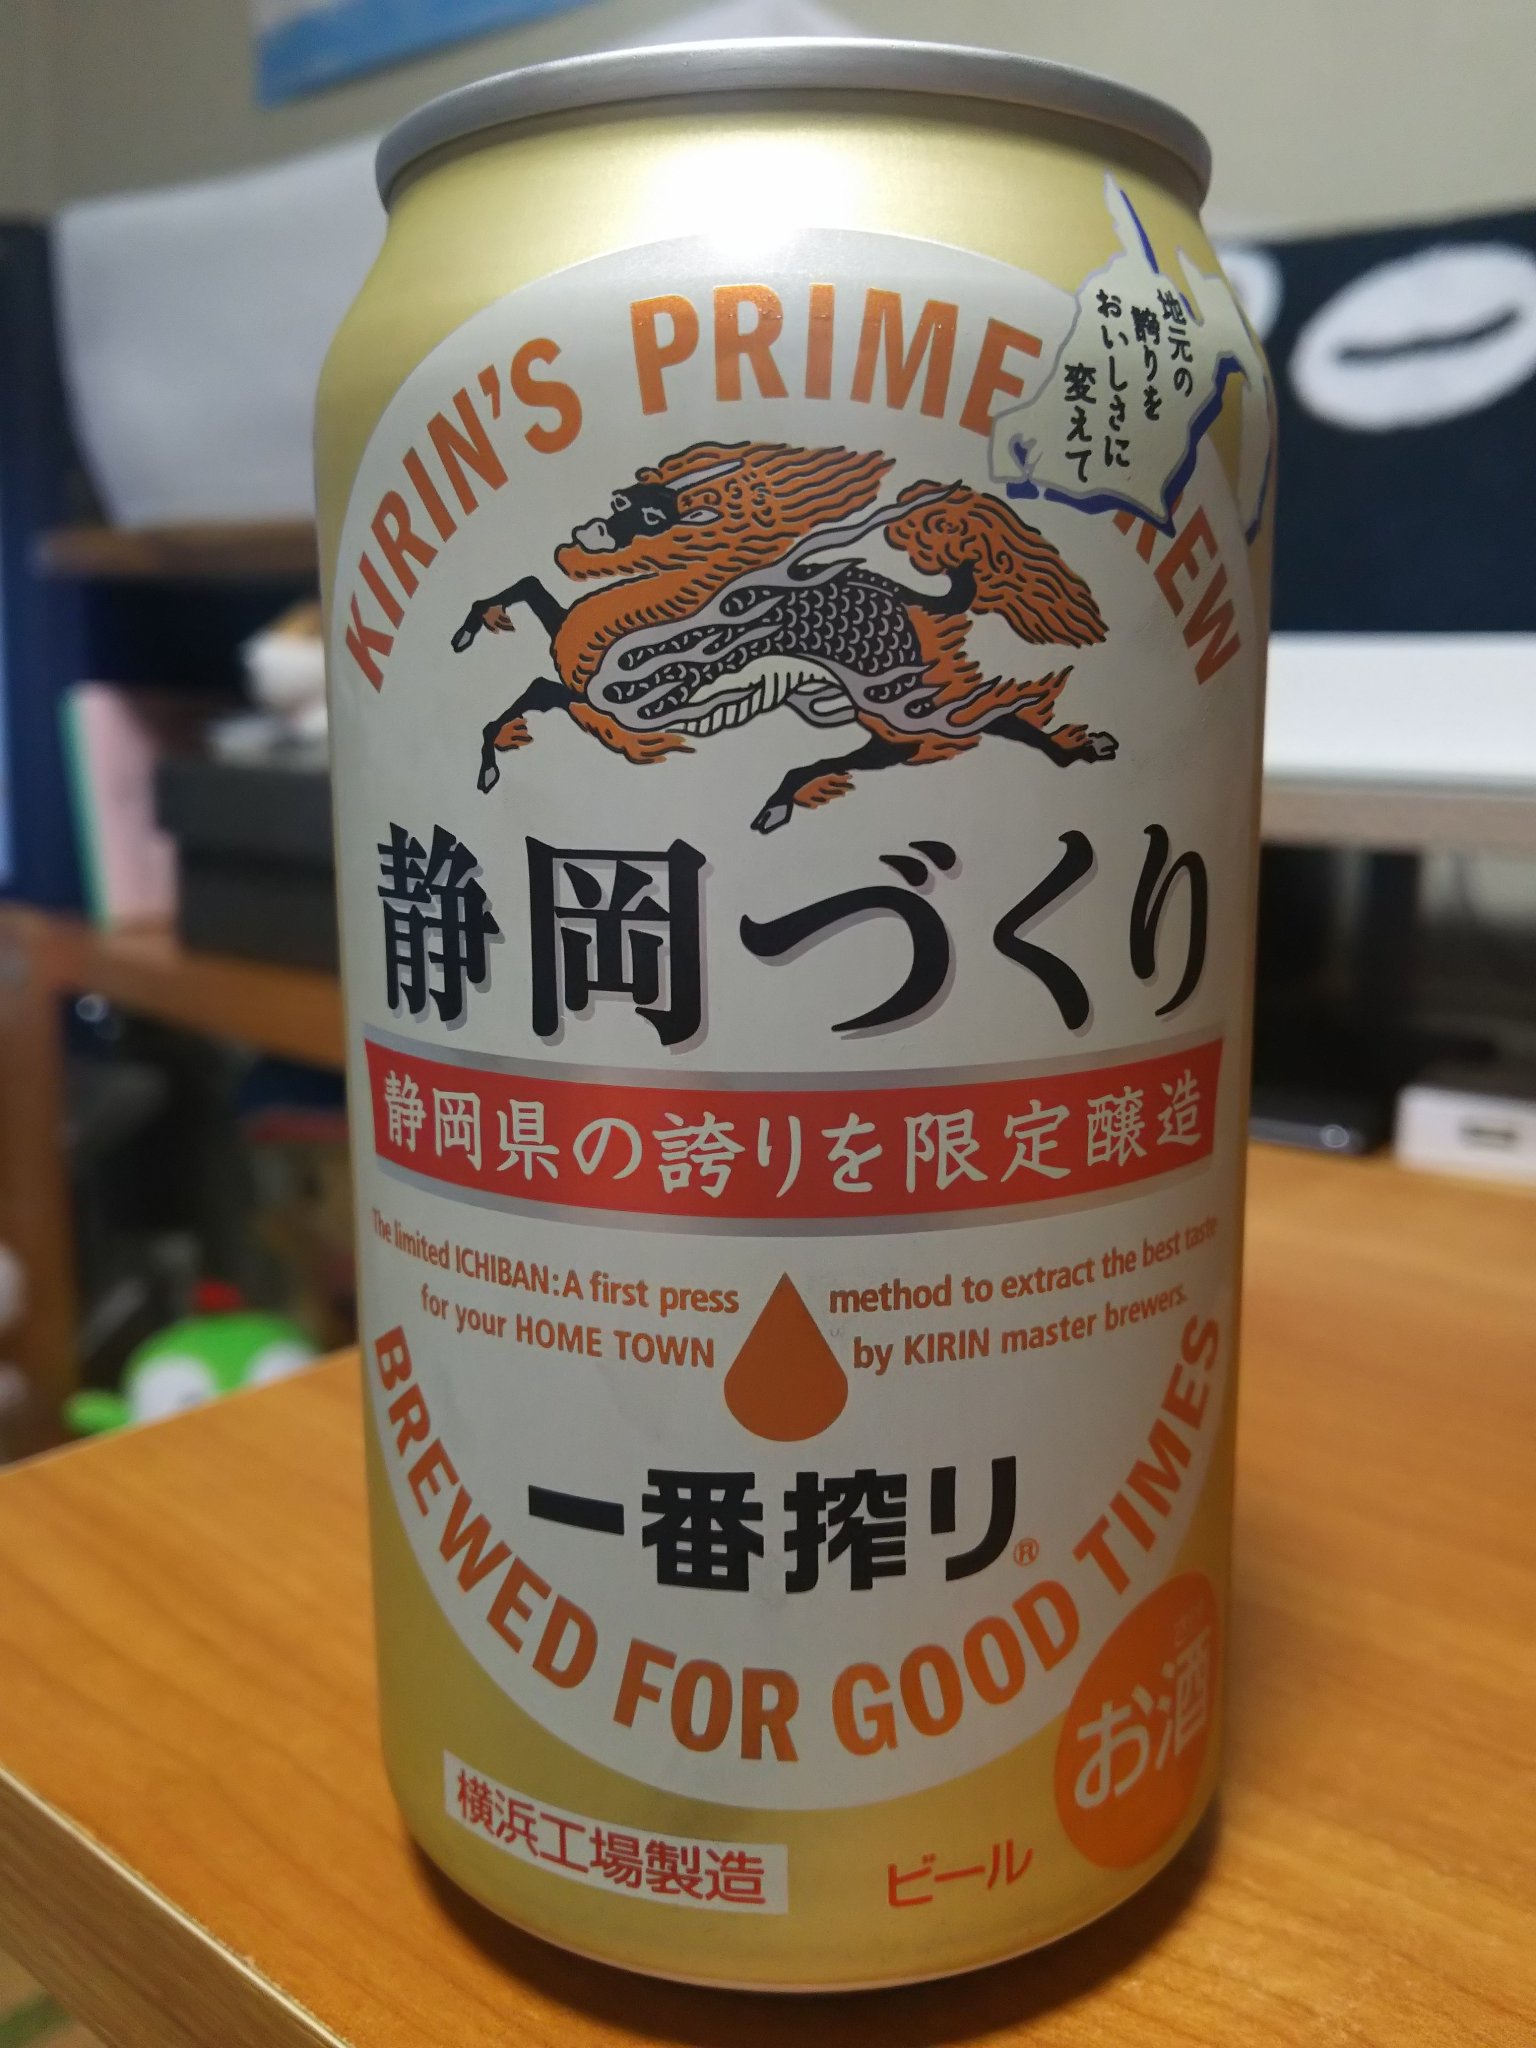 KIRIN'S PRIME BREW
地元の
誇りを
おいしさに
変えて
静岡づくり
静岡県の誇りを限定醸造
The limited ICHIBAN:A first press method to extract the best taste
for your HOME TOWN by KIRIN master brewers.
一番搾り®
BREWED FOR GOOD TIMES
お酒
横浜工場製造
ビール